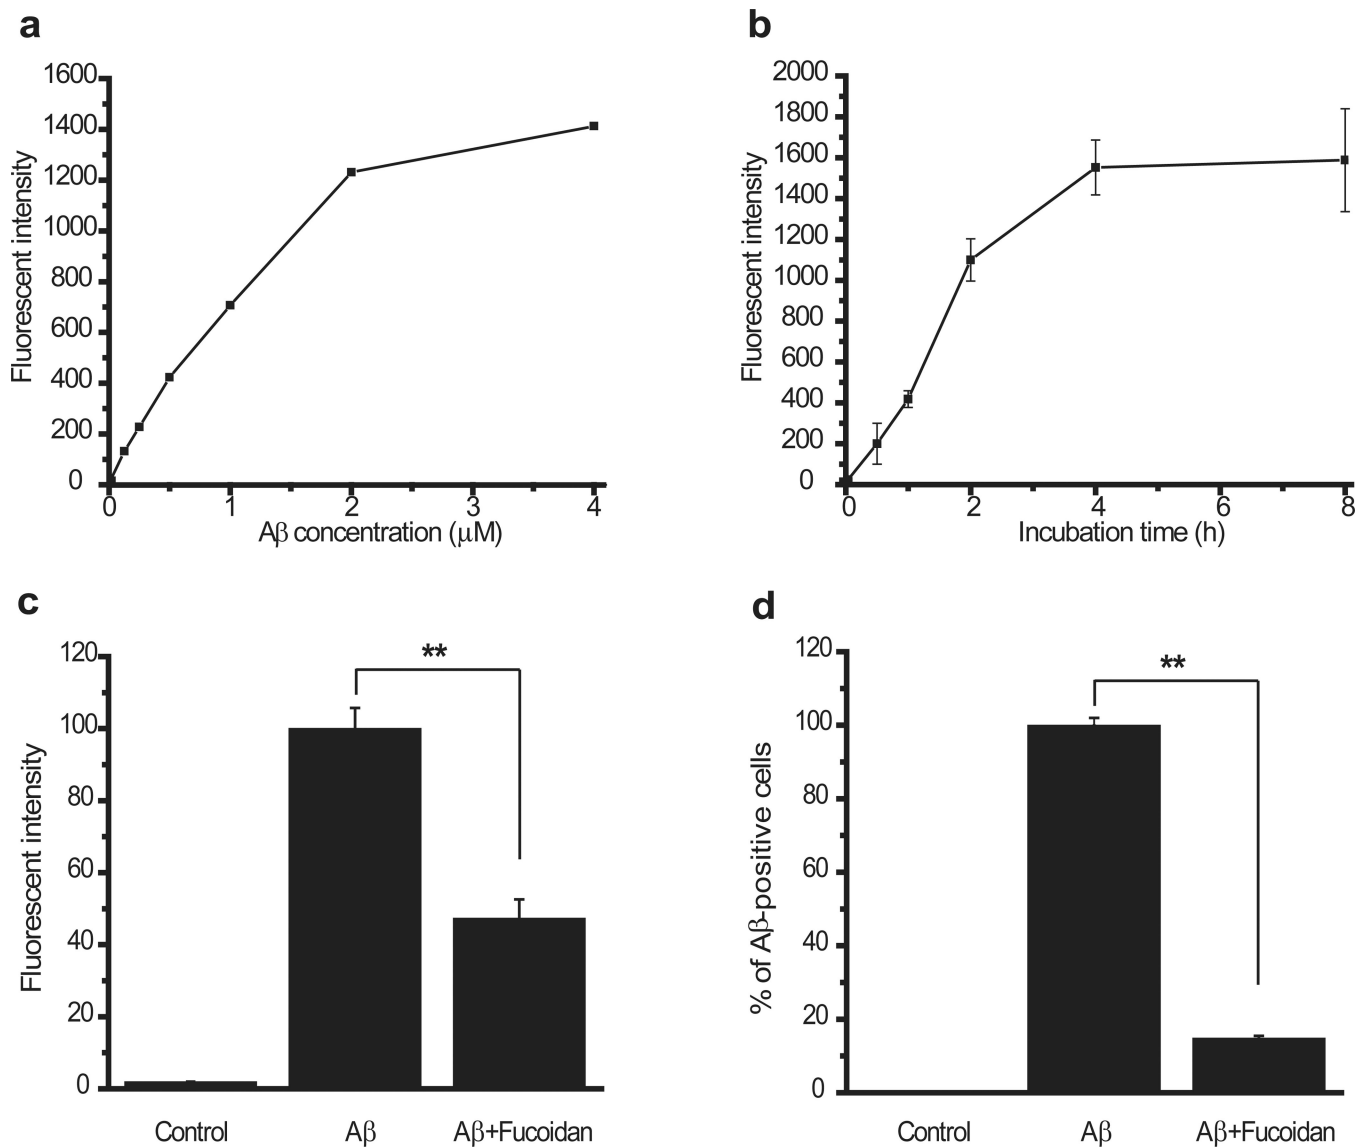 a
1600
1400
1200
1000
800
600
400
200
0
Fluorescent intensity
0 1 2 3 4
Aβ concentration (μM)
b
2000
1800
1600
1400
1200
1000
800
600
400
200
0
Fluorescent intensity
0 2 4 6 8
Incubation time (h)
c
120
100
80
60
40
20
0
Fluorescent intensity
**
Control Aβ Aβ+Fucoidan
d
120
100
80
60
40
20
0
% of Aβ-positive cells
**
Control Aβ Aβ+Fucoidan